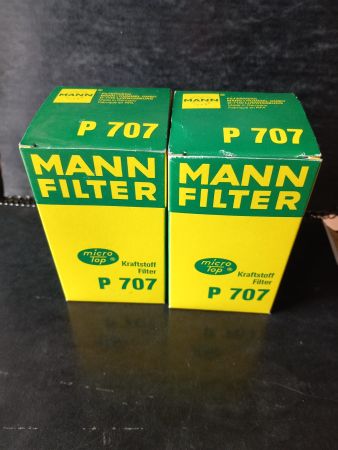 MANN
P 707
MANN
FILTER
micro
Top ®
Kraftstoff
Filter
P 707
MANN
P 707
MANN
FILTER
micro
Top ®
Kraftstoff
Filter
P 707